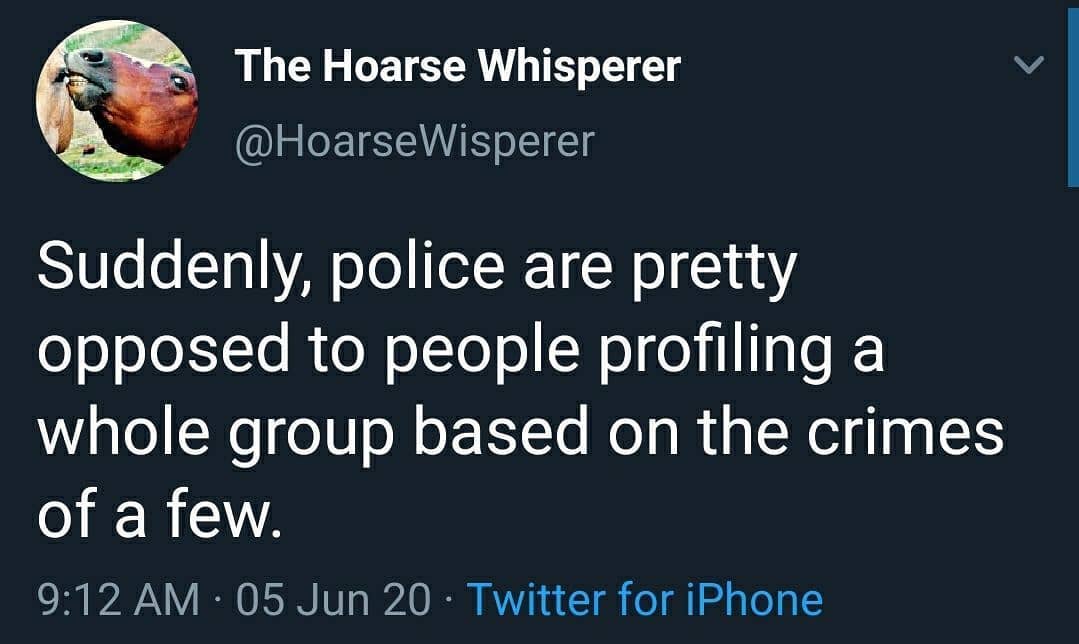 The Hoarse Whisperer
@HoarseWisperer
Suddenly, police are pretty
opposed to people profiling a
whole group based on the crimes
of a few.
9:12 AM · 05 Jun 20 · Twitter for iPhone